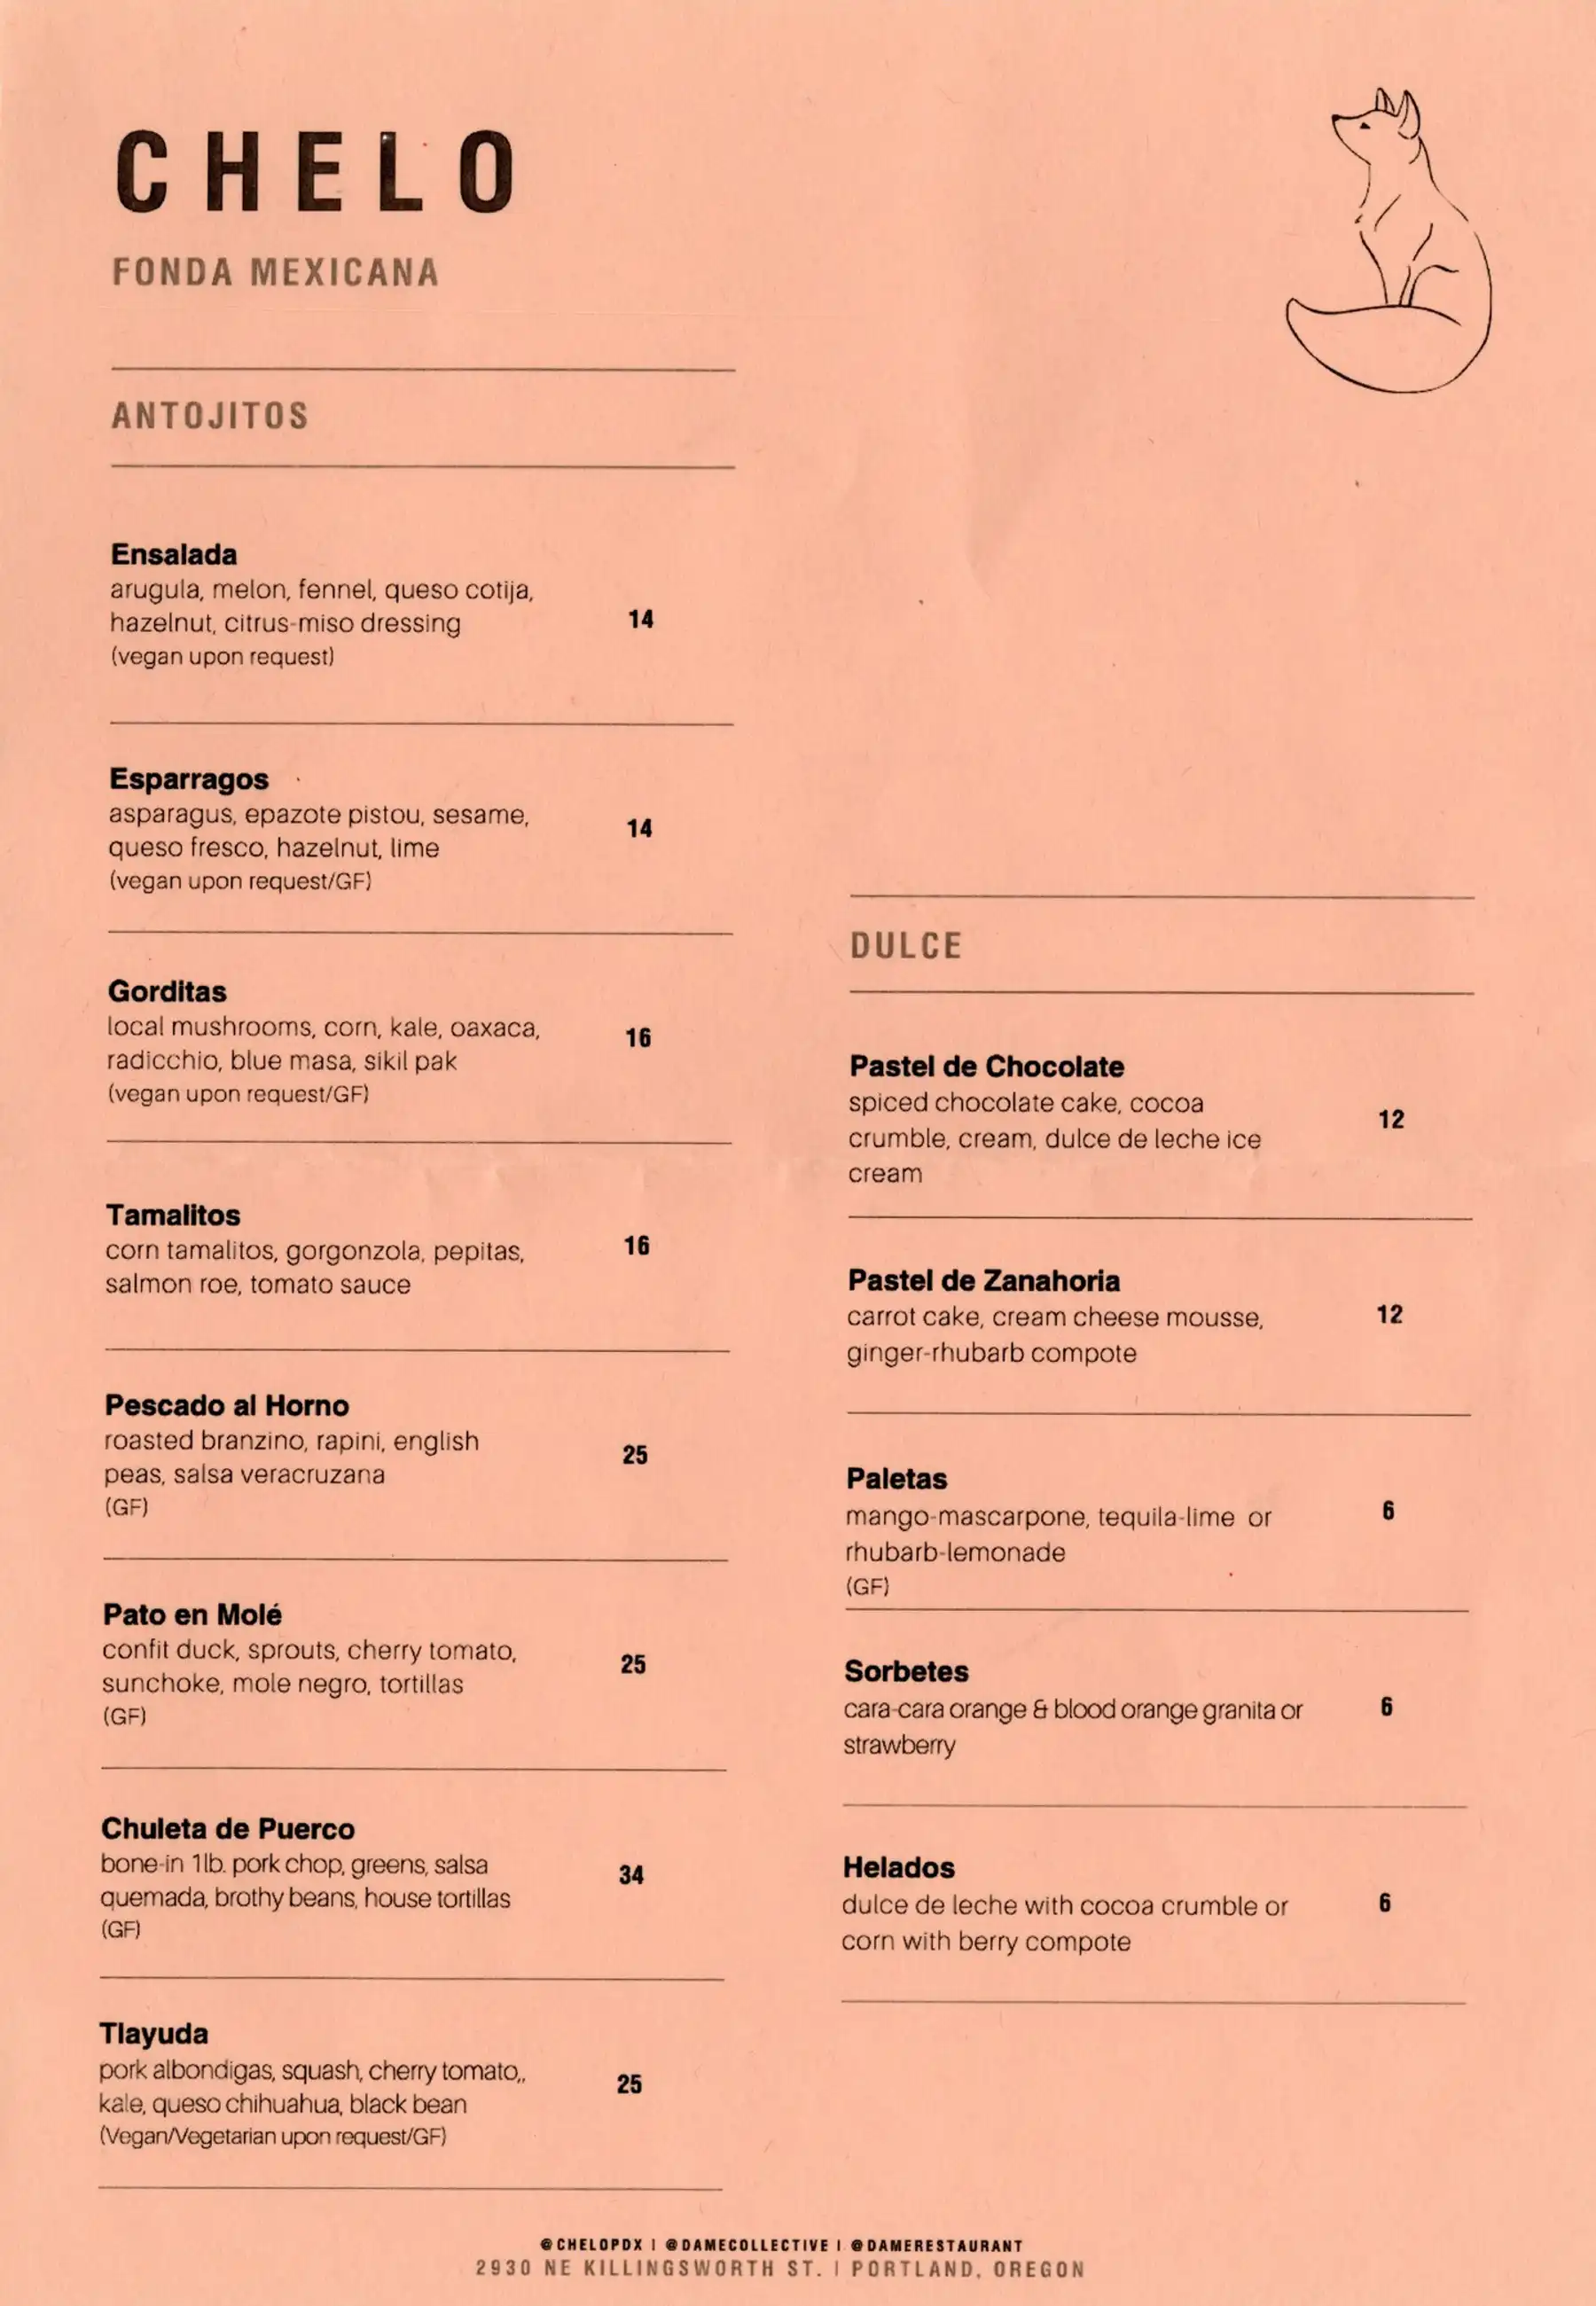 CHELO
FONDA MEXICANA
ANTOJITOS
Ensalada
arugula, melon, fennel, queso cotija,
hazelnut, citrus-miso dressing
(vegan upon request)
14
Esparragos
asparagus, epazote pistou, sesame,
queso fresco, hazelnut, lime
(vegan upon request/GF)
14
Gorditas
local mushrooms, corn, kale, oaxaca,
radicchio, blue masa, sikil pak
(vegan upon request/GF)
16
Tamalitos
corn tamalitos, gorgonzola, pepitas,
salmon roe, tomato sauce
16
Pescado al Horno
roasted branzino, rapini, english
peas, salsa veracruzana
(GF)
25
Pato en Molé
confit duck, sprouts, cherry tomato,
sunchoke, mole negro, tortillas
(GF)
25
Chuleta de Puerco
bone-in 1 lb. pork chop, greens, salsa
quemada, brothy beans, house tortillas
(GF)
34
Tlayuda
pork albondigas, squash, cherry tomato,,
kale, queso chihuahua, black bean
(Vegan/Vegetarian upon request/GF)
25
DULCE
Pastel de Chocolate
spiced chocolate cake, cocoa
crumble, cream, dulce de leche ice
cream
12
Pastel de Zanahoria
carrot cake, cream cheese mousse,
ginger-rhubarb compote
12
Paletas
mango-mascarpone, tequila-lime or
rhubarb-lemonade
(GF)
6
Sorbetes
cara-cara orange & blood orange granita or
strawberry
6
Helados
dulce de leche with cocoa crumble or
corn with berry compote
6
@CHELOPDX | @DAMECOLLECTIVE | @DAMERESTAURANT
2930 NE KILLINGSWORTH ST. | PORTLAND, OREGON